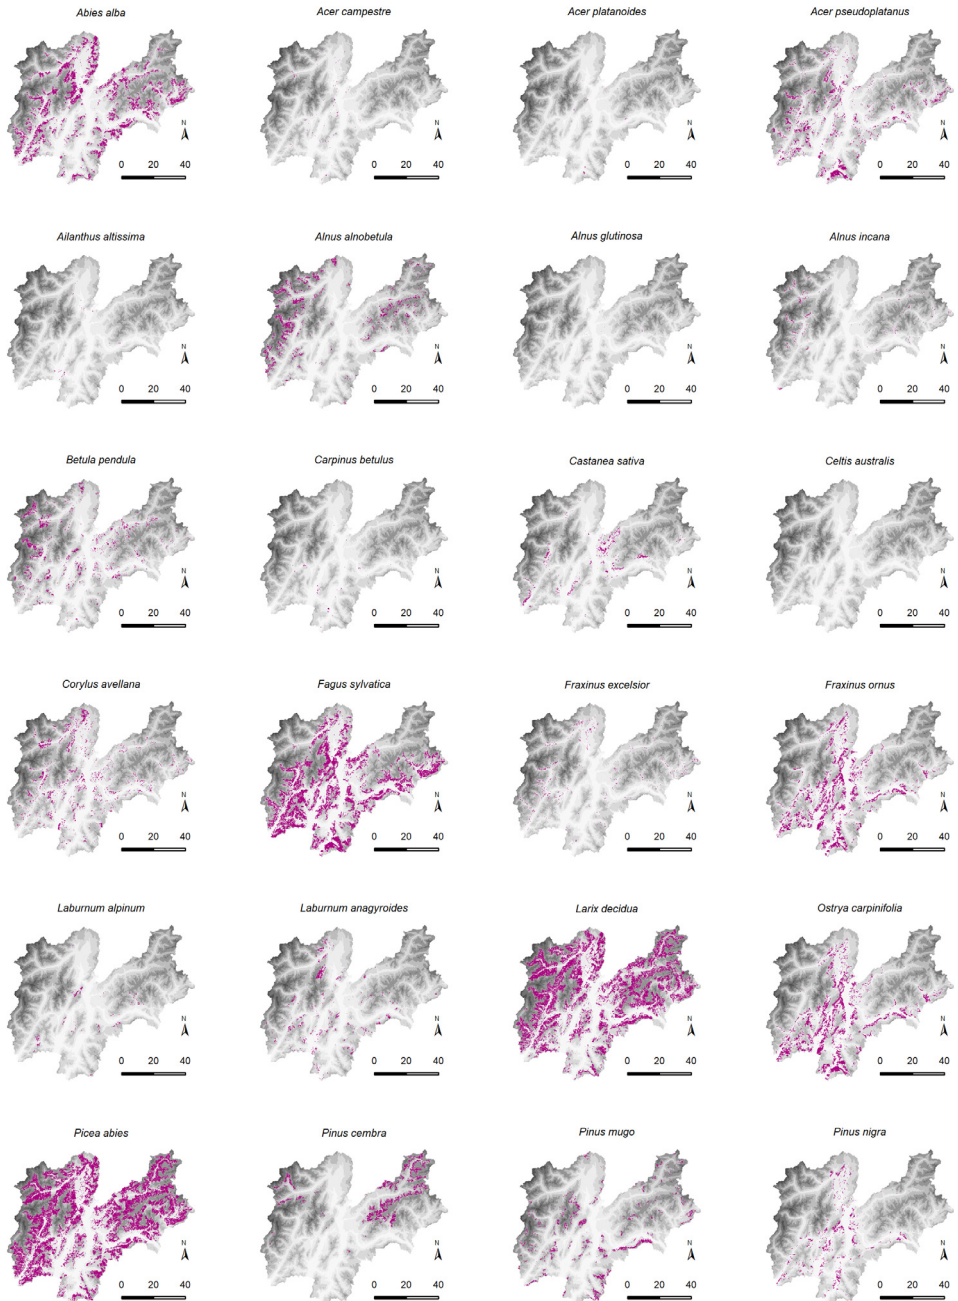 Abies alba
Acer campestre
Acer platanoides
Acer pseudoplatanus
N
0 20 40
N
0 20 40
N
0 20 40
N
0 20 40
Ailanthus altissima
Alnus alnobetula
Alnus glutinosa
Alnus incana
N
0 20 40
N
0 20 40
N
0 20 40
N
0 20 40
Betula pendula
Carpinus betulus
Castanea sativa
Celtis australis
N
0 20 40
N
0 20 40
N
0 20 40
N
0 20 40
Corylus avellana
Fagus sylvatica
Fraxinus excelsior
Fraxinus ornus
N
0 20 40
N
0 20 40
N
0 20 40
N
0 20 40
Laburnum alpinum
Laburnum anagyroides
Larix decidua
Ostrya carpinifolia
N
0 20 40
N
0 20 40
N
0 20 40
N
0 20 40
Picea abies
Pinus cembra
Pinus mugo
Pinus nigra
N
0 20 40
N
0 20 40
N
0 20 40
N
0 20 40